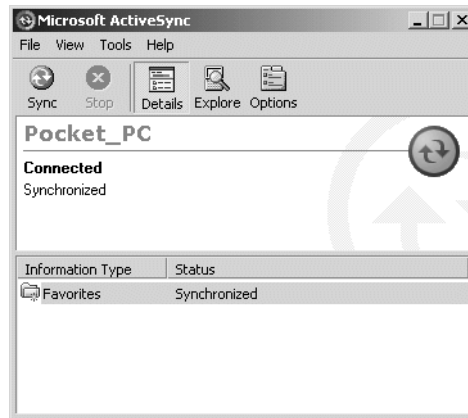 Microsoft ActiveSync
File View Tools Help
Sync Stop Details Explore Options
Pocket_PC
Connected
Synchronized
Information Type Status
Favorites Synchronized